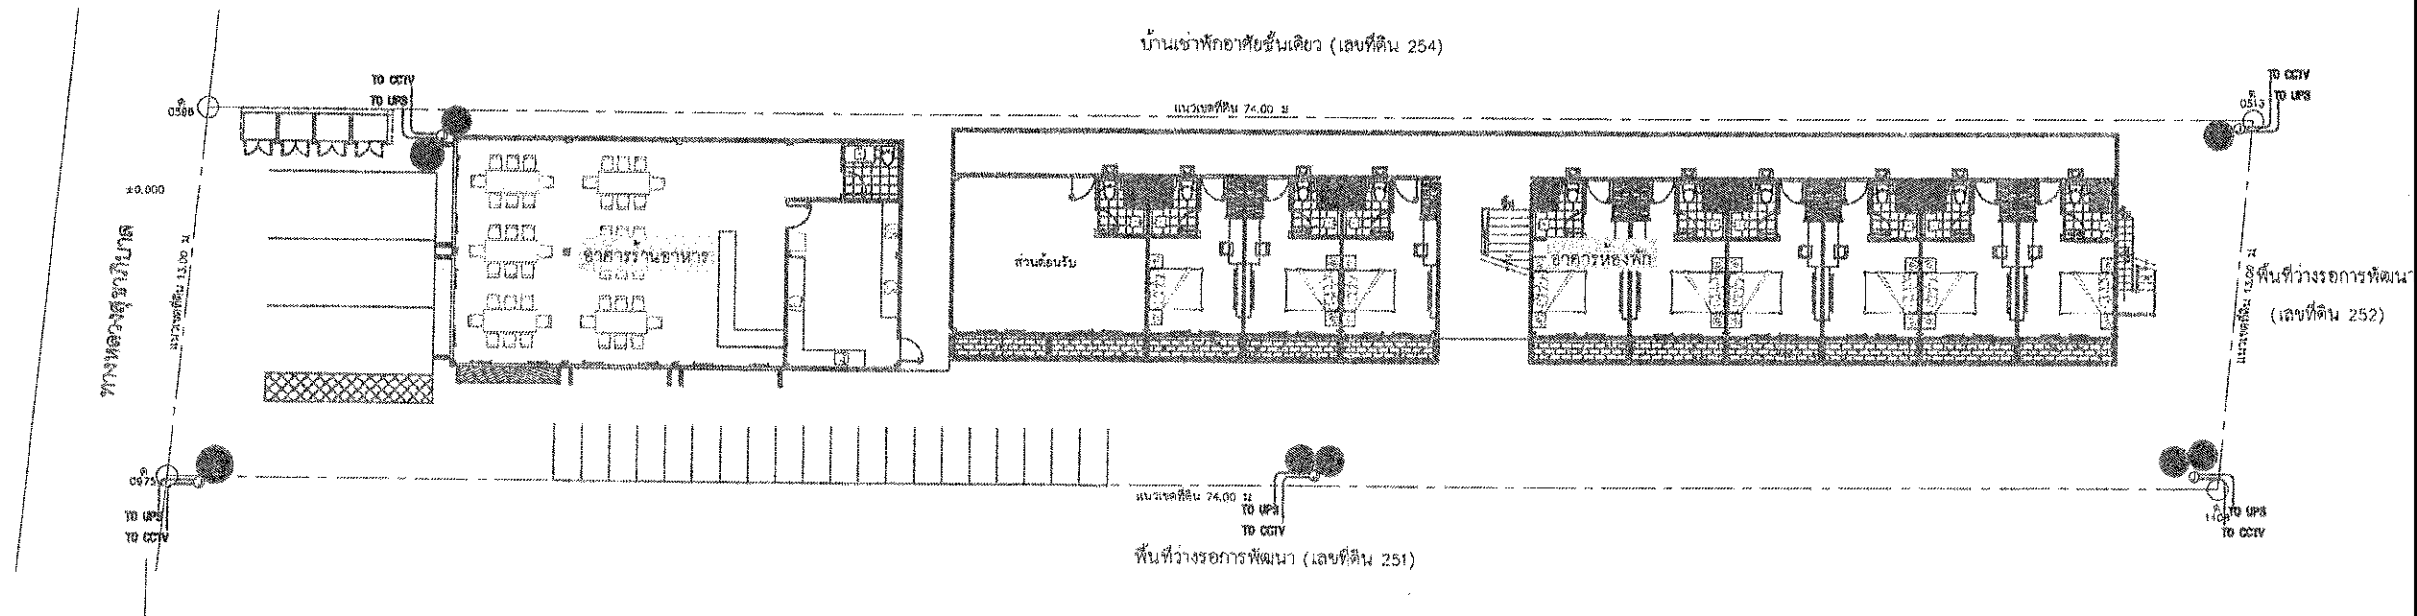 บ้านเช่าพักอาศัยชั้นเดียว (เลขที่ดิน 254)
TO CCTV
TO UPS
TO CCTV
TO UPS
ค
0513
ค
แนวเขตที่ดิน 74.00 ม
±0.000
ทางหลวงสุขาภิบาล
แนวเขตที่ดิน 13.00 ม
อาคารร้านอาหาร
ส่วนต้อนรับ
ขึ้น
อาคารห้องพัก
แนวเขตที่ดิน 13.00 ม
พื้นที่ว่างรอการพัฒนา
(เลขที่ดิน 252)
ค
0975
TO UPS
TO CCTV
แนวเขตที่ดิน 74.00 ม
TO UPS
TO CCTV
TO UPS
TO CCTV
พื้นที่ว่างรอการพัฒนา (เลขที่ดิน 251)